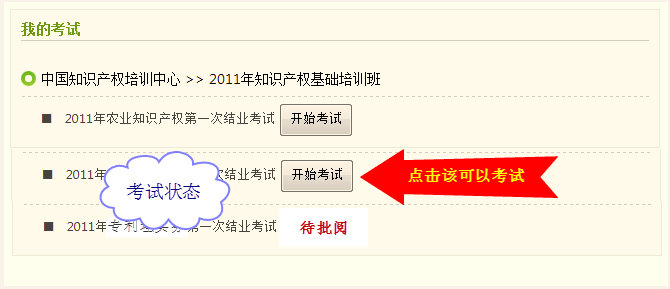 我的考试
中国知识产权培训中心 >> 2011年知识产权基础培训班
■ 2011年农业知识产权第一次结业考试 开始考试
■ 2011年 次结业考试 开始考试 点击该可以考试
考试状态
■ 2011年专利 第一次结业考试 待批阅